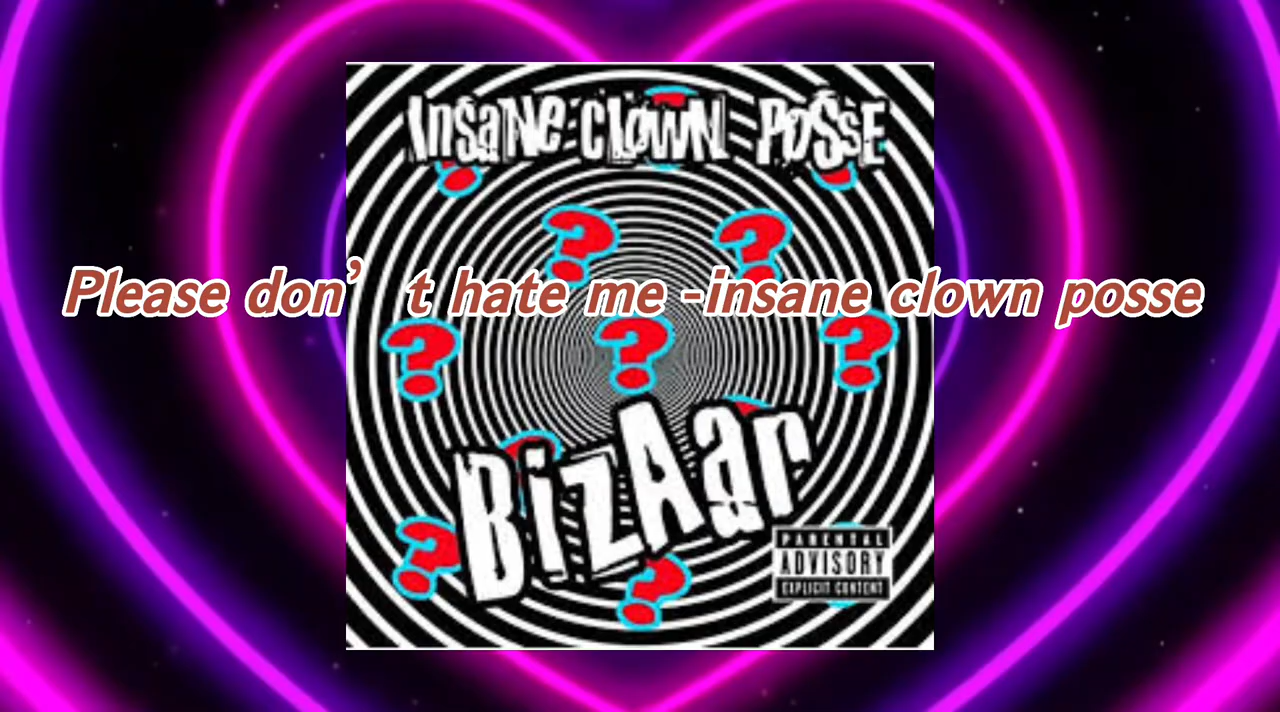 InsaNe clowN PoSsE
Please don’t hate me -insane clown posse
BizAar
PARENTAL
ADVISORY
EXPLICIT CONTENT